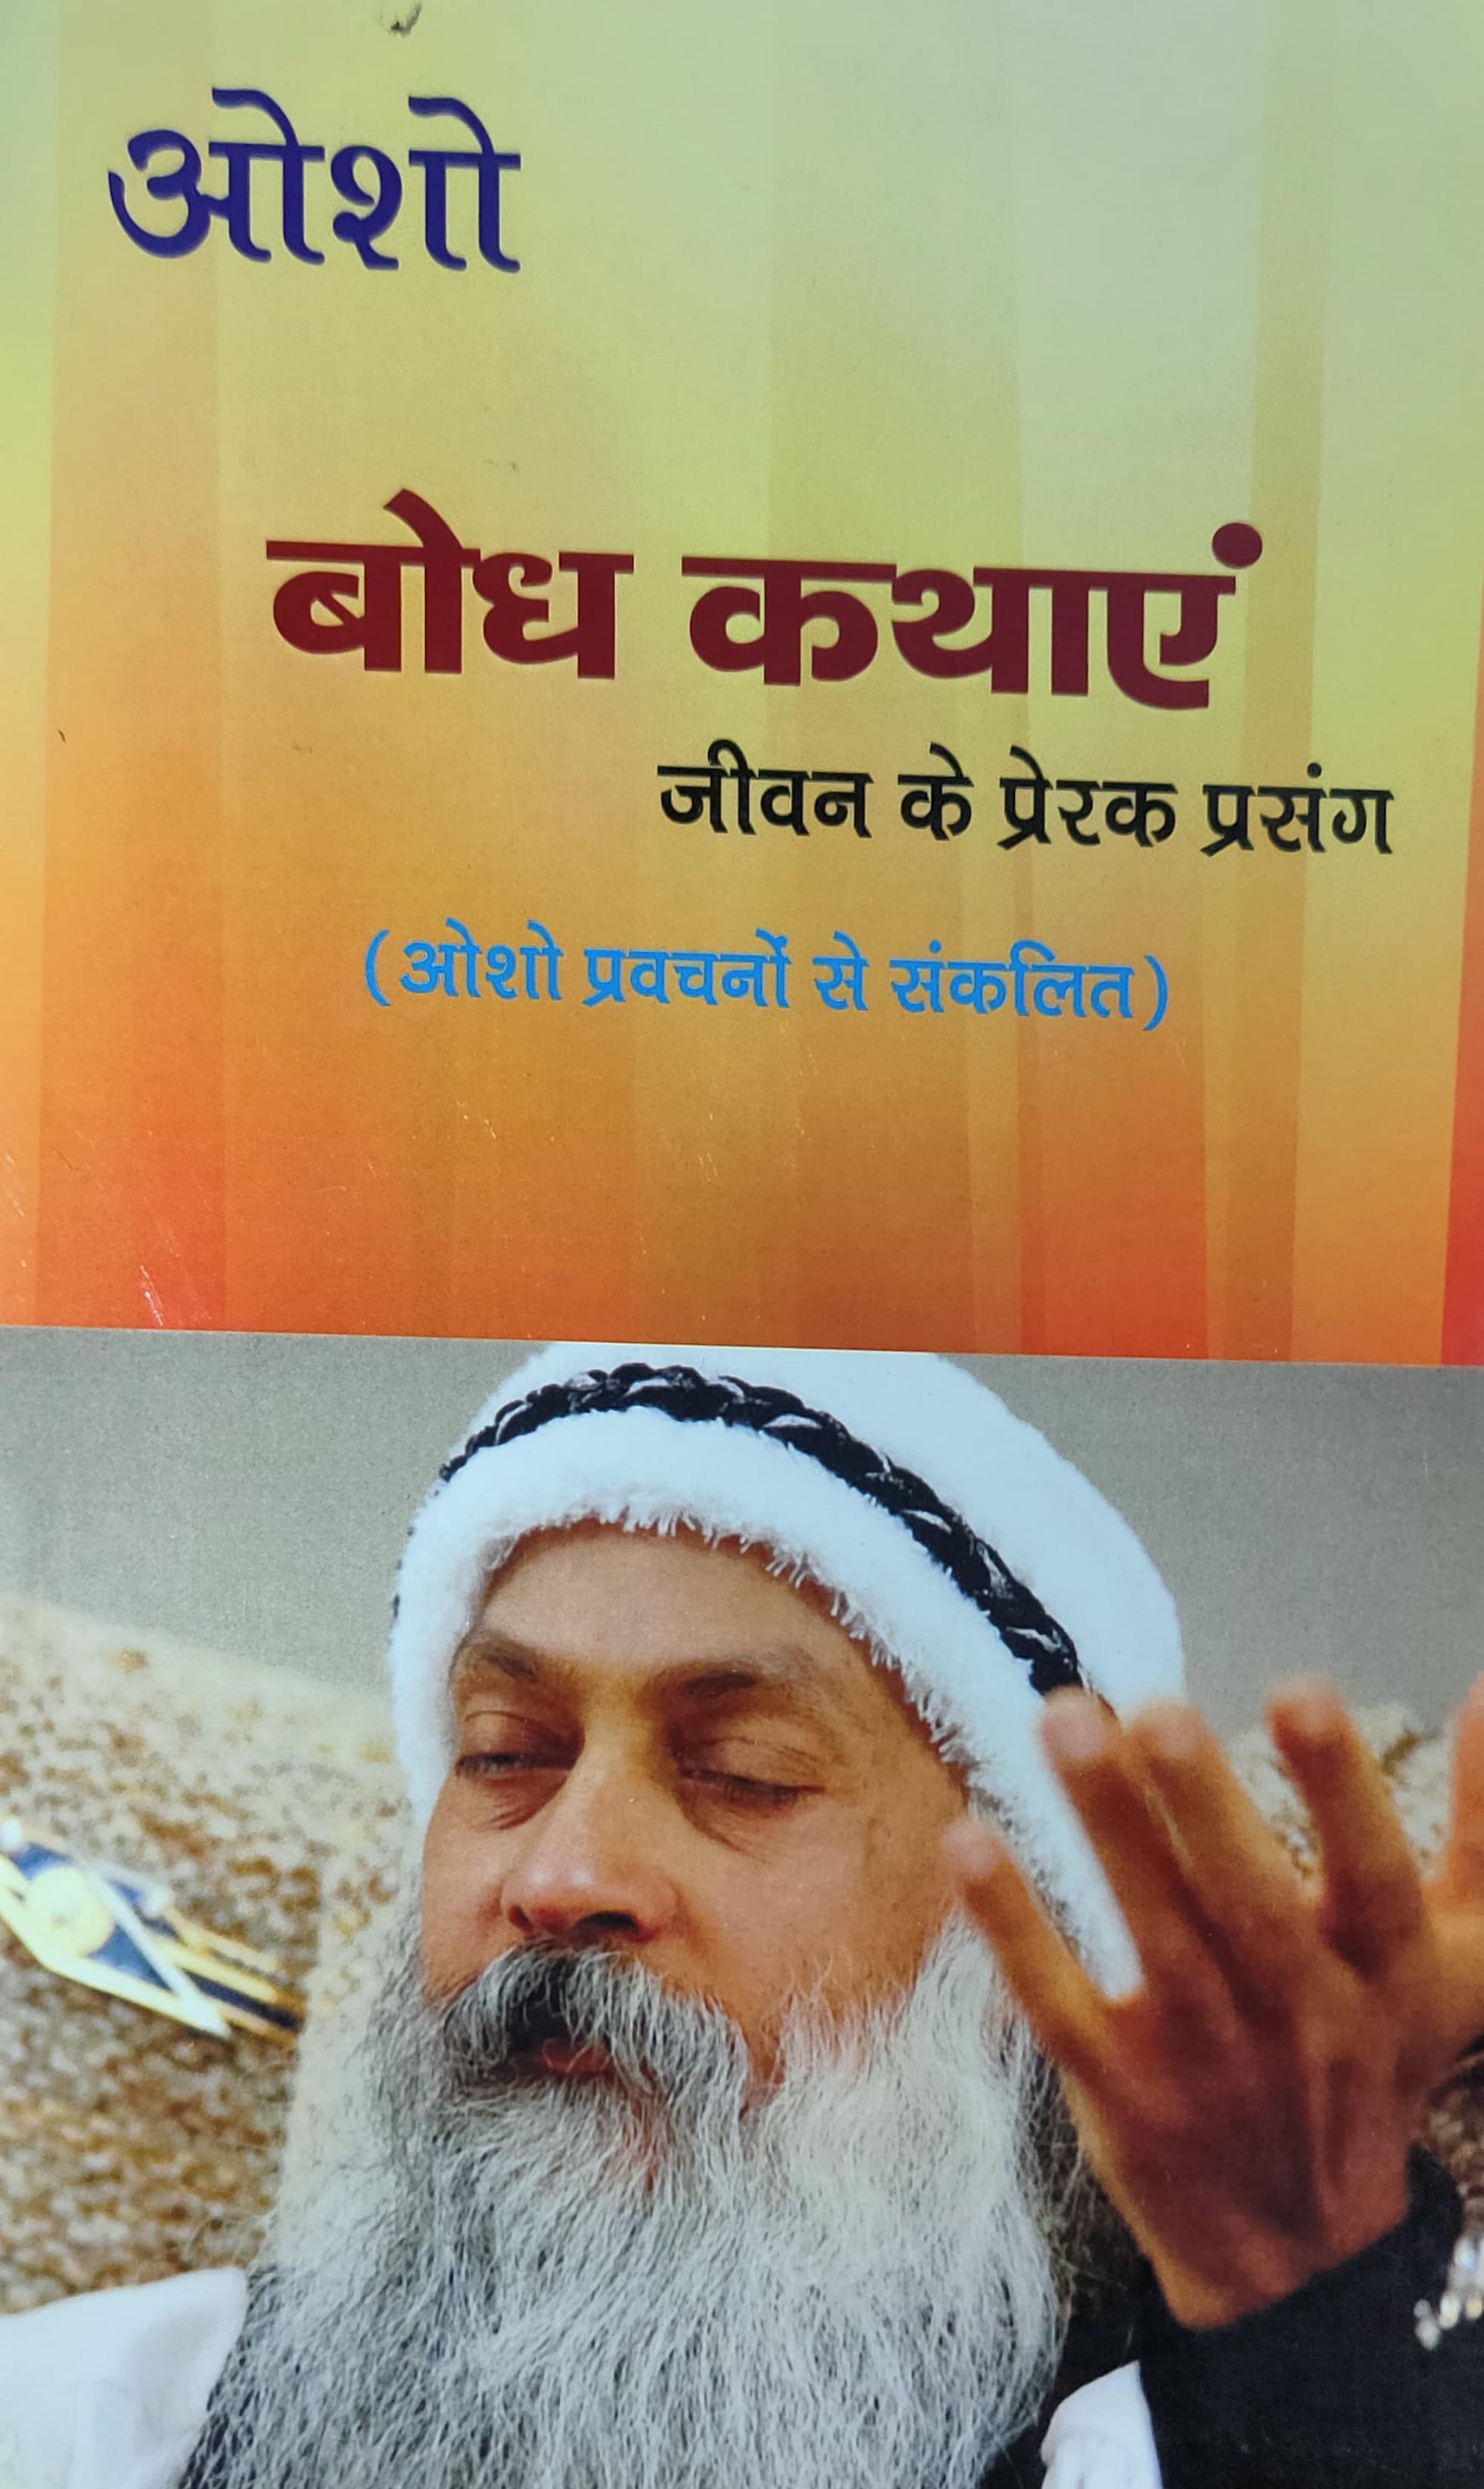 ओशो
बोध कथाएं
जीवन के प्रेरक प्रसंग
(ओशो प्रवचनों से संकलित)